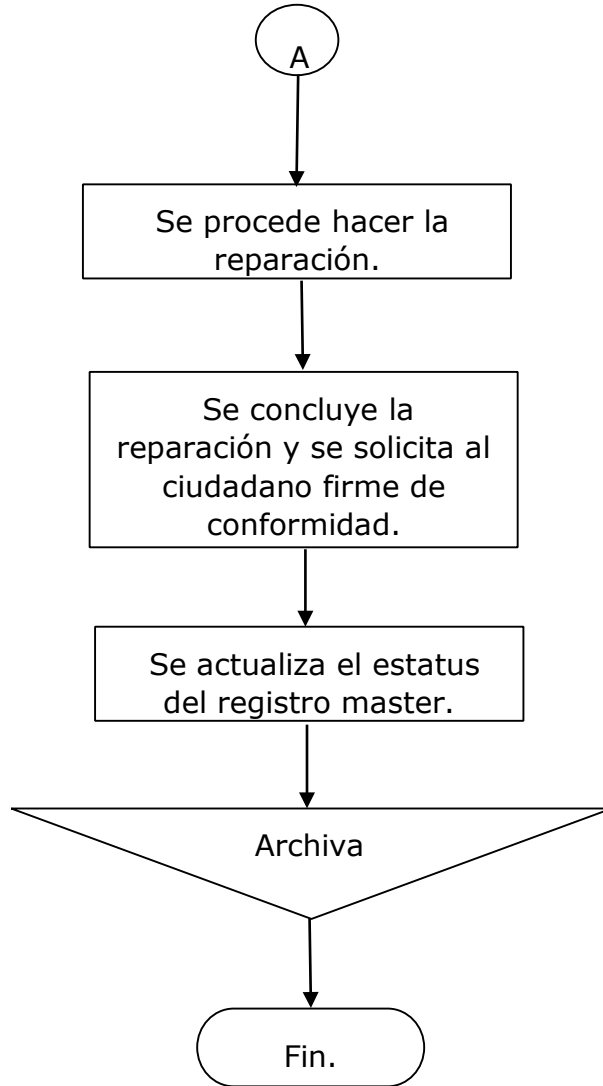 A
Se procede hacer la
reparación.
Se concluye la
reparación y se solicita al
ciudadano firme de
conformidad.
Se actualiza el estatus
del registro master.
Archiva
Fin.